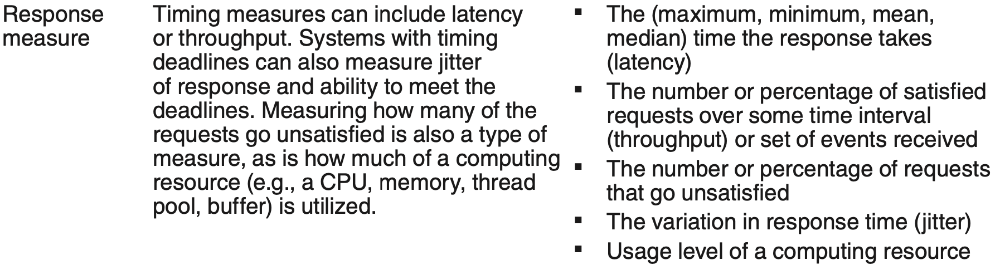 Response
measure
Timing measures can include latency
or throughput. Systems with timing
deadlines can also measure jitter
of response and ability to meet the
deadlines. Measuring how many of the
requests go unsatisfied is also a type of
measure, as is how much of a computing
resource (e.g., a CPU, memory, thread
pool, buffer) is utilized.
▪ The (maximum, minimum, mean,
median) time the response takes
(latency)
▪ The number or percentage of satisfied
requests over some time interval
(throughput) or set of events received
▪ The number or percentage of requests
that go unsatisfied
▪ The variation in response time (jitter)
▪ Usage level of a computing resource